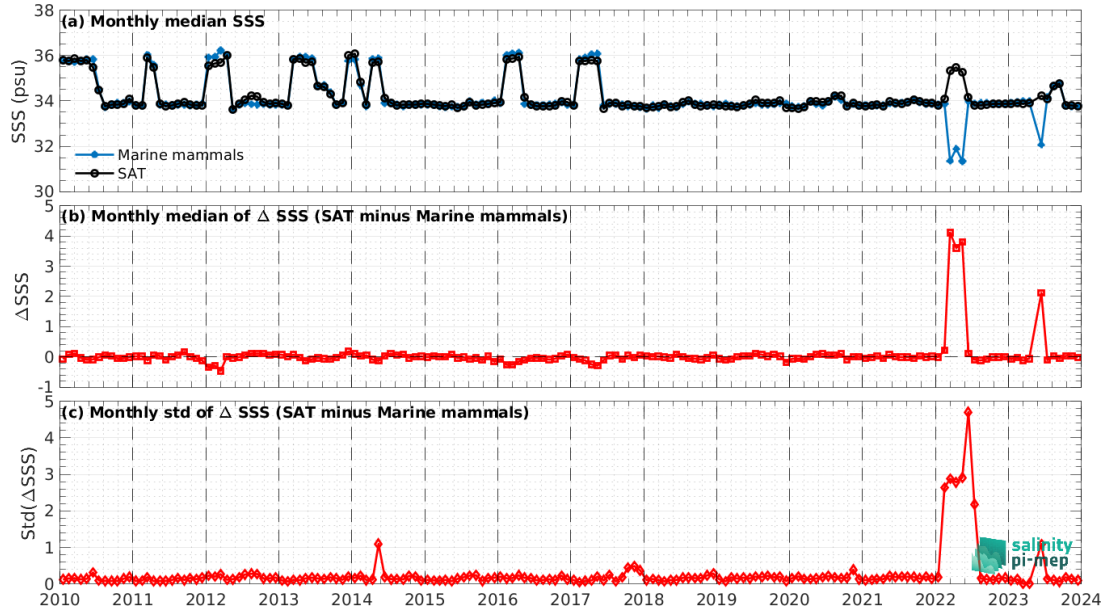 (a) Monthly median SSS
38
36
34
32
30
SSS (psu)
Marine mammals
SAT
(b) Monthly median of Δ SSS (SAT minus Marine mammals)
5
4
3
2
1
0
-1
ΔSSS
(c) Monthly std of Δ SSS (SAT minus Marine mammals)
5
4
3
2
1
0
Std(ΔSSS)
salinity
pi-mep
2010 2011 2012 2013 2014 2015 2016 2017 2018 2019 2020 2021 2022 2023 2024